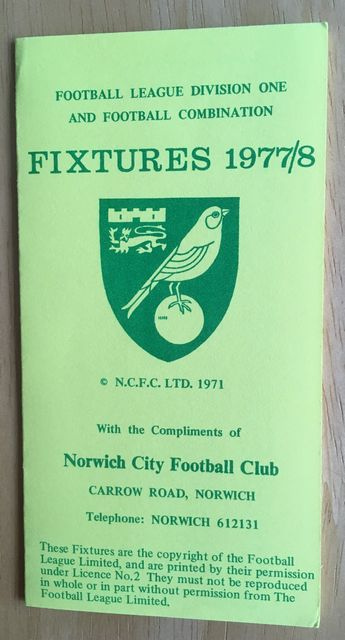 FOOTBALL LEAGUE DIVISION ONE
AND FOOTBALL COMBINATION
FIXTURES 1977/8
© N.C.F.C. LTD. 1971
With the Compliments of
Norwich City Football Club
CARROW ROAD, NORWICH
Telephone: NORWICH 612131
These Fixtures are the copyright of the Football
League Limited, and are printed by their permission
under Licence No.2 They must not be reproduced
in whole or in part without permission from The
Football League Limited.